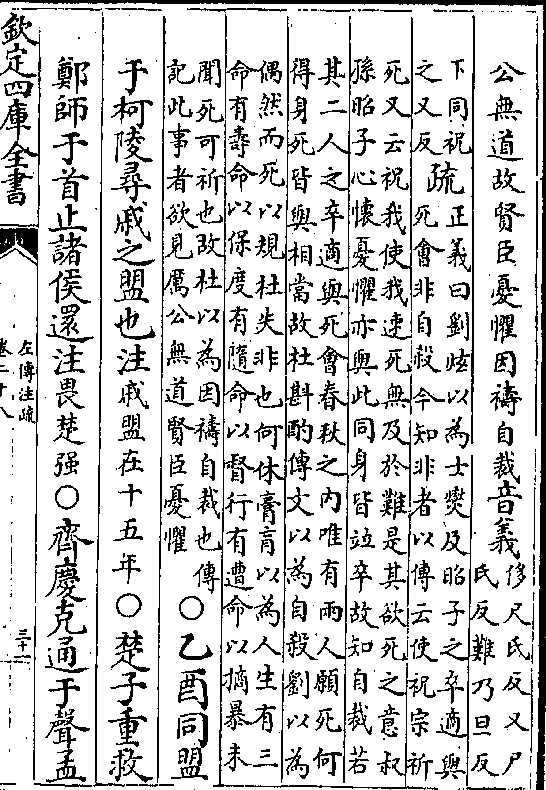 公無道故賢臣憂懼因禱自裁音義
侈尺氏反又尸
氏反難乃旦反
下同祝
之又反
疏
正義曰劉炫以為士燮及昭子之卒適與
死會非自殺今知非者以傳云使祝宗祈
死又云祝我使我速死無及於難是其欲死之意叔
孫昭子心懷憂懼亦與此同身皆竝卒故知自裁若
其二人之卒適與死會春秋之內唯有兩人願死何
得身死皆與相當故杜斟酌傳文以為自殺劉以為
偶然而死以規杜失非也何休膏肓以為人生有三
命有壽命以保度有隨命以督行有遭命以摘暴未
聞死可祈也故杜以為因禱自裁也傳
記此事者欲見厲公無道賢臣憂懼
○乙酉同盟
于柯陵尋戚之盟也注戚盟在十五年○楚子重救
鄭師于首止諸侯還注畏楚强○齊慶克通于聲孟
欽定四庫全書
左傳注疏
卷二十八